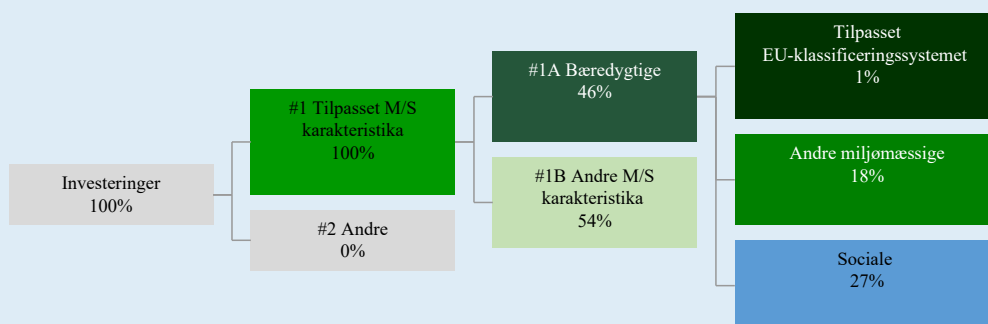 Investeringer
100%
#1 Tilpasset M/S
karakteristika
100%
#2 Andre
0%
#1A Bæredygtige
46%
#1B Andre M/S
karakteristika
54%
Tilpasset
EU-klassificeringssystemet
1%
Andre miljømæssige
18%
Sociale
27%